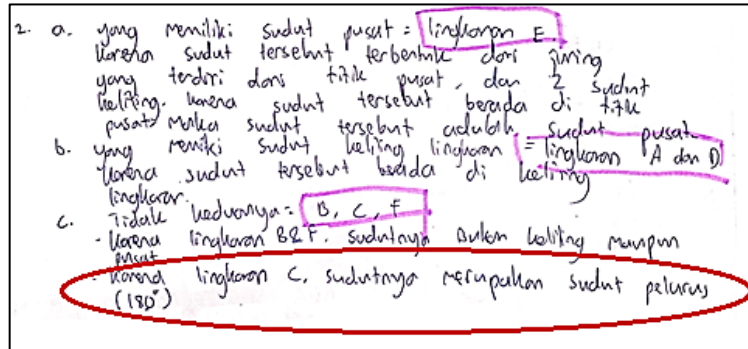 2. a. yang memiliki sudut pusat = lingkaran E.
karena sudut tersebut terbentuk dari juring
yang terdiri dari titik pusat, dan 2 sudut
keliling. karena sudut tersebut berada di titik
pusat maka sudut tersebut adalah sudut pusat.
b. yang memiki sudut keliling lingkaran = lingkaran A dan D
karena sudut tersebut berada di keliling
lingkaran.
c. Tidak keduanya = B, C, F
- karena lingkaran B&F. sudutnya bukan keliling maupun
pusat
- karena lingkaran C. sudutnya merupakan sudut pelurus
(180°)